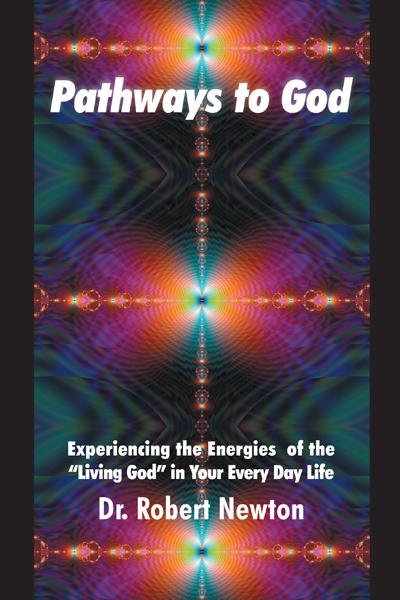 Pathways to God
Experiencing the Energies of the
“Living God” in Your Every Day Life
Dr. Robert Newton